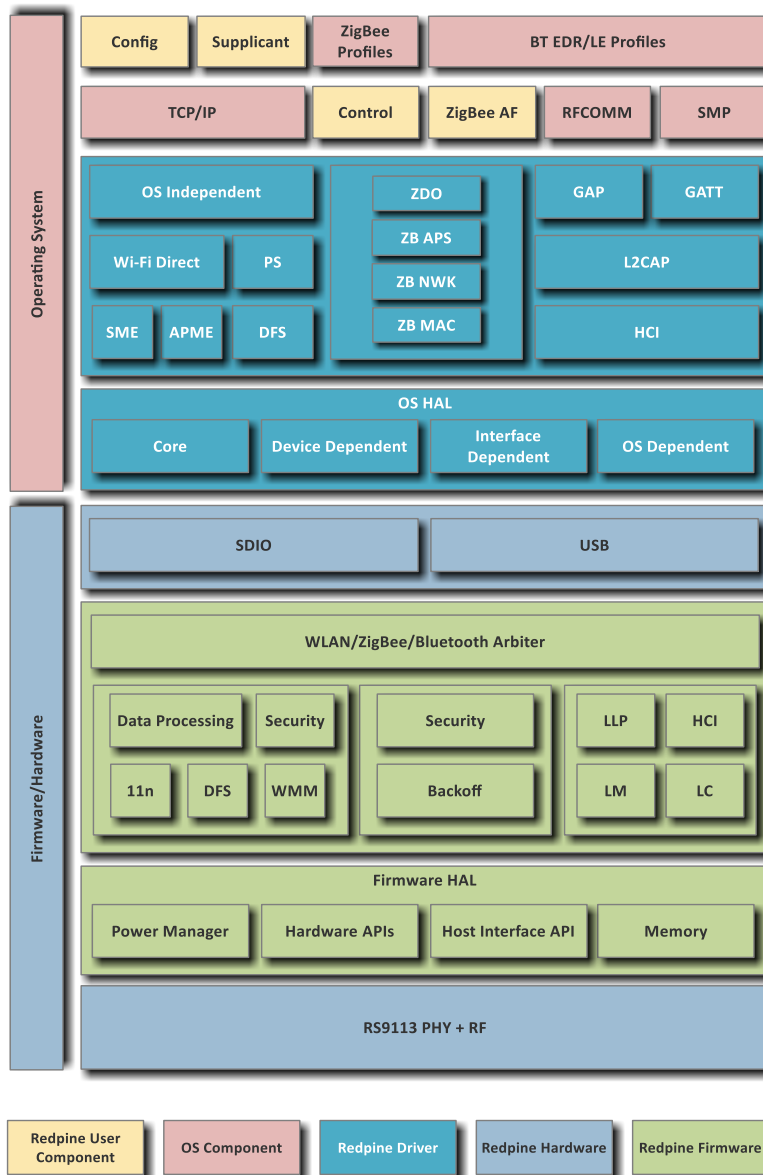 Operating System
Config
Supplicant
ZigBee
Profiles
BT EDR/LE Profiles
TCP/IP
Control
ZigBee AF
RFCOMM
SMP
OS Independent
Wi-Fi Direct
PS
SME
APME
DFS
ZDO
ZB APS
ZB NWK
ZB MAC
GAP
GATT
L2CAP
HCI
OS HAL
Core
Device Dependent
Interface
Dependent
OS Dependent
Firmware/Hardware
SDIO
USB
WLAN/ZigBee/Bluetooth Arbiter
Data Processing
Security
11n
DFS
WMM
Security
Backoff
LLP
HCI
LM
LC
Firmware HAL
Power Manager
Hardware APIs
Host Interface API
Memory
RS9113 PHY + RF
Redpine User
Component
OS Component
Redpine Driver
Redpine Hardware
Redpine Firmware